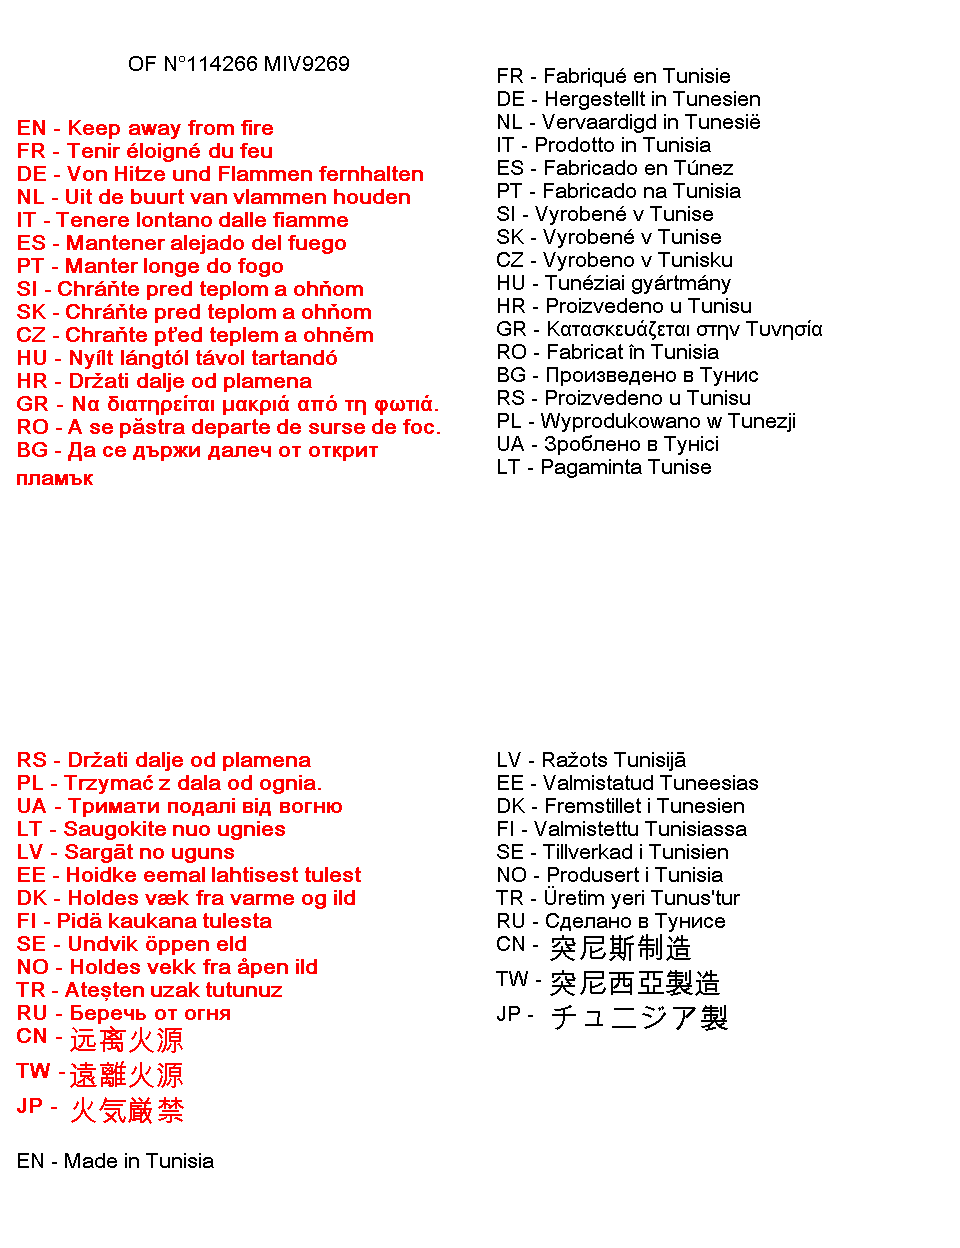 OF N°114266 MIV9269
EN - Keep away from fire
FR - Tenir éloigné du feu
DE - Von Hitze und Flammen fernhalten
NL - Uit de buurt van vlammen houden
IT - Tenere lontano dalle fiamme
ES - Mantener alejado del fuego
PT - Manter longe do fogo
SI - Chráňte pred teplom a ohňom
SK - Chráňte pred teplom a ohňom
CZ - Chraňte pťed teplem a ohněm
HU - Nyílt lángtól távol tartandó
HR - Držati dalje od plamena
GR - Να διατηρείται μακριά από τη φωτιά.
RO - A se păstra departe de surse de foc.
BG - Да се държи далеч от открит
пламък
FR - Fabriqué en Tunisie
DE - Hergestellt in Tunesien
NL - Vervaardigd in Tunesië
IT - Prodotto in Tunisia
ES - Fabricado en Túnez
PT - Fabricado na Tunisia
SI - Vyrobené v Tunise
SK - Vyrobené v Tunise
CZ - Vyrobeno v Tunisku
HU - Tunéziai gyártmány
HR - Proizvedeno u Tunisu
GR - Κατασκευάζεται στην Τυνησία
RO - Fabricat în Tunisia
BG - Произведено в Тунис
RS - Proizvedeno u Tunisu
PL - Wyprodukowano w Tunezji
UA - Зроблено в Тунісі
LT - Pagaminta Tunise
RS - Držati dalje od plamena
PL - Trzymać z dala od ognia.
UA - Тримати подалі від вогню
LT - Saugokite nuo ugnies
LV - Sargāt no uguns
EE - Hoidke eemal lahtisest tulest
DK - Holdes væk fra varme og ild
FI - Pidä kaukana tulesta
SE - Undvik öppen eld
NO - Holdes vekk fra åpen ild
TR - Ateşten uzak tutunuz
RU - Беречь от огня
CN - 远离火源
TW - 遠離火源
JP - 火気厳禁
EN - Made in Tunisia
LV - Ražots Tunisijā
EE - Valmistatud Tuneesias
DK - Fremstillet i Tunesien
FI - Valmistettu Tunisiassa
SE - Tillverkad i Tunisien
NO - Produsert i Tunisia
TR - Üretim yeri Tunus'tur
RU - Сделано в Тунисе
CN - 突尼斯制造
TW - 突尼西亞製造
JP - チュニジア製